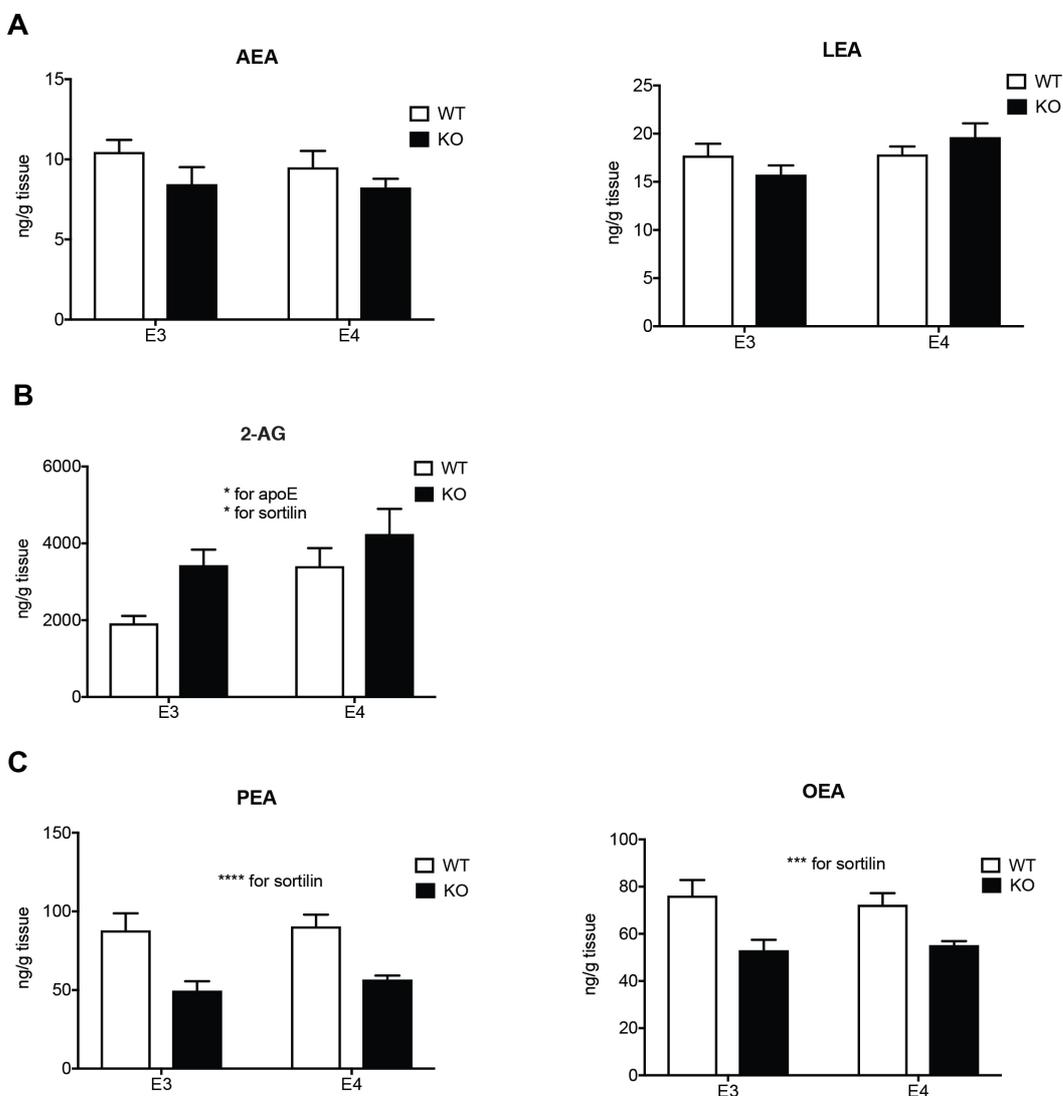 A
AEA
15
10
5
0
ng/g tissue
WT
KO
E3
E4
LEA
25
20
15
10
5
0
ng/g tissue
WT
KO
E3
E4
B
2-AG
6000
4000
2000
0
ng/g tissue
* for apoE
* for sortilin
WT
KO
E3
E4
C
PEA
150
100
50
0
ng/g tissue
**** for sortilin
WT
KO
E3
E4
OEA
100
80
60
40
20
0
ng/g tissue
*** for sortilin
WT
KO
E3
E4